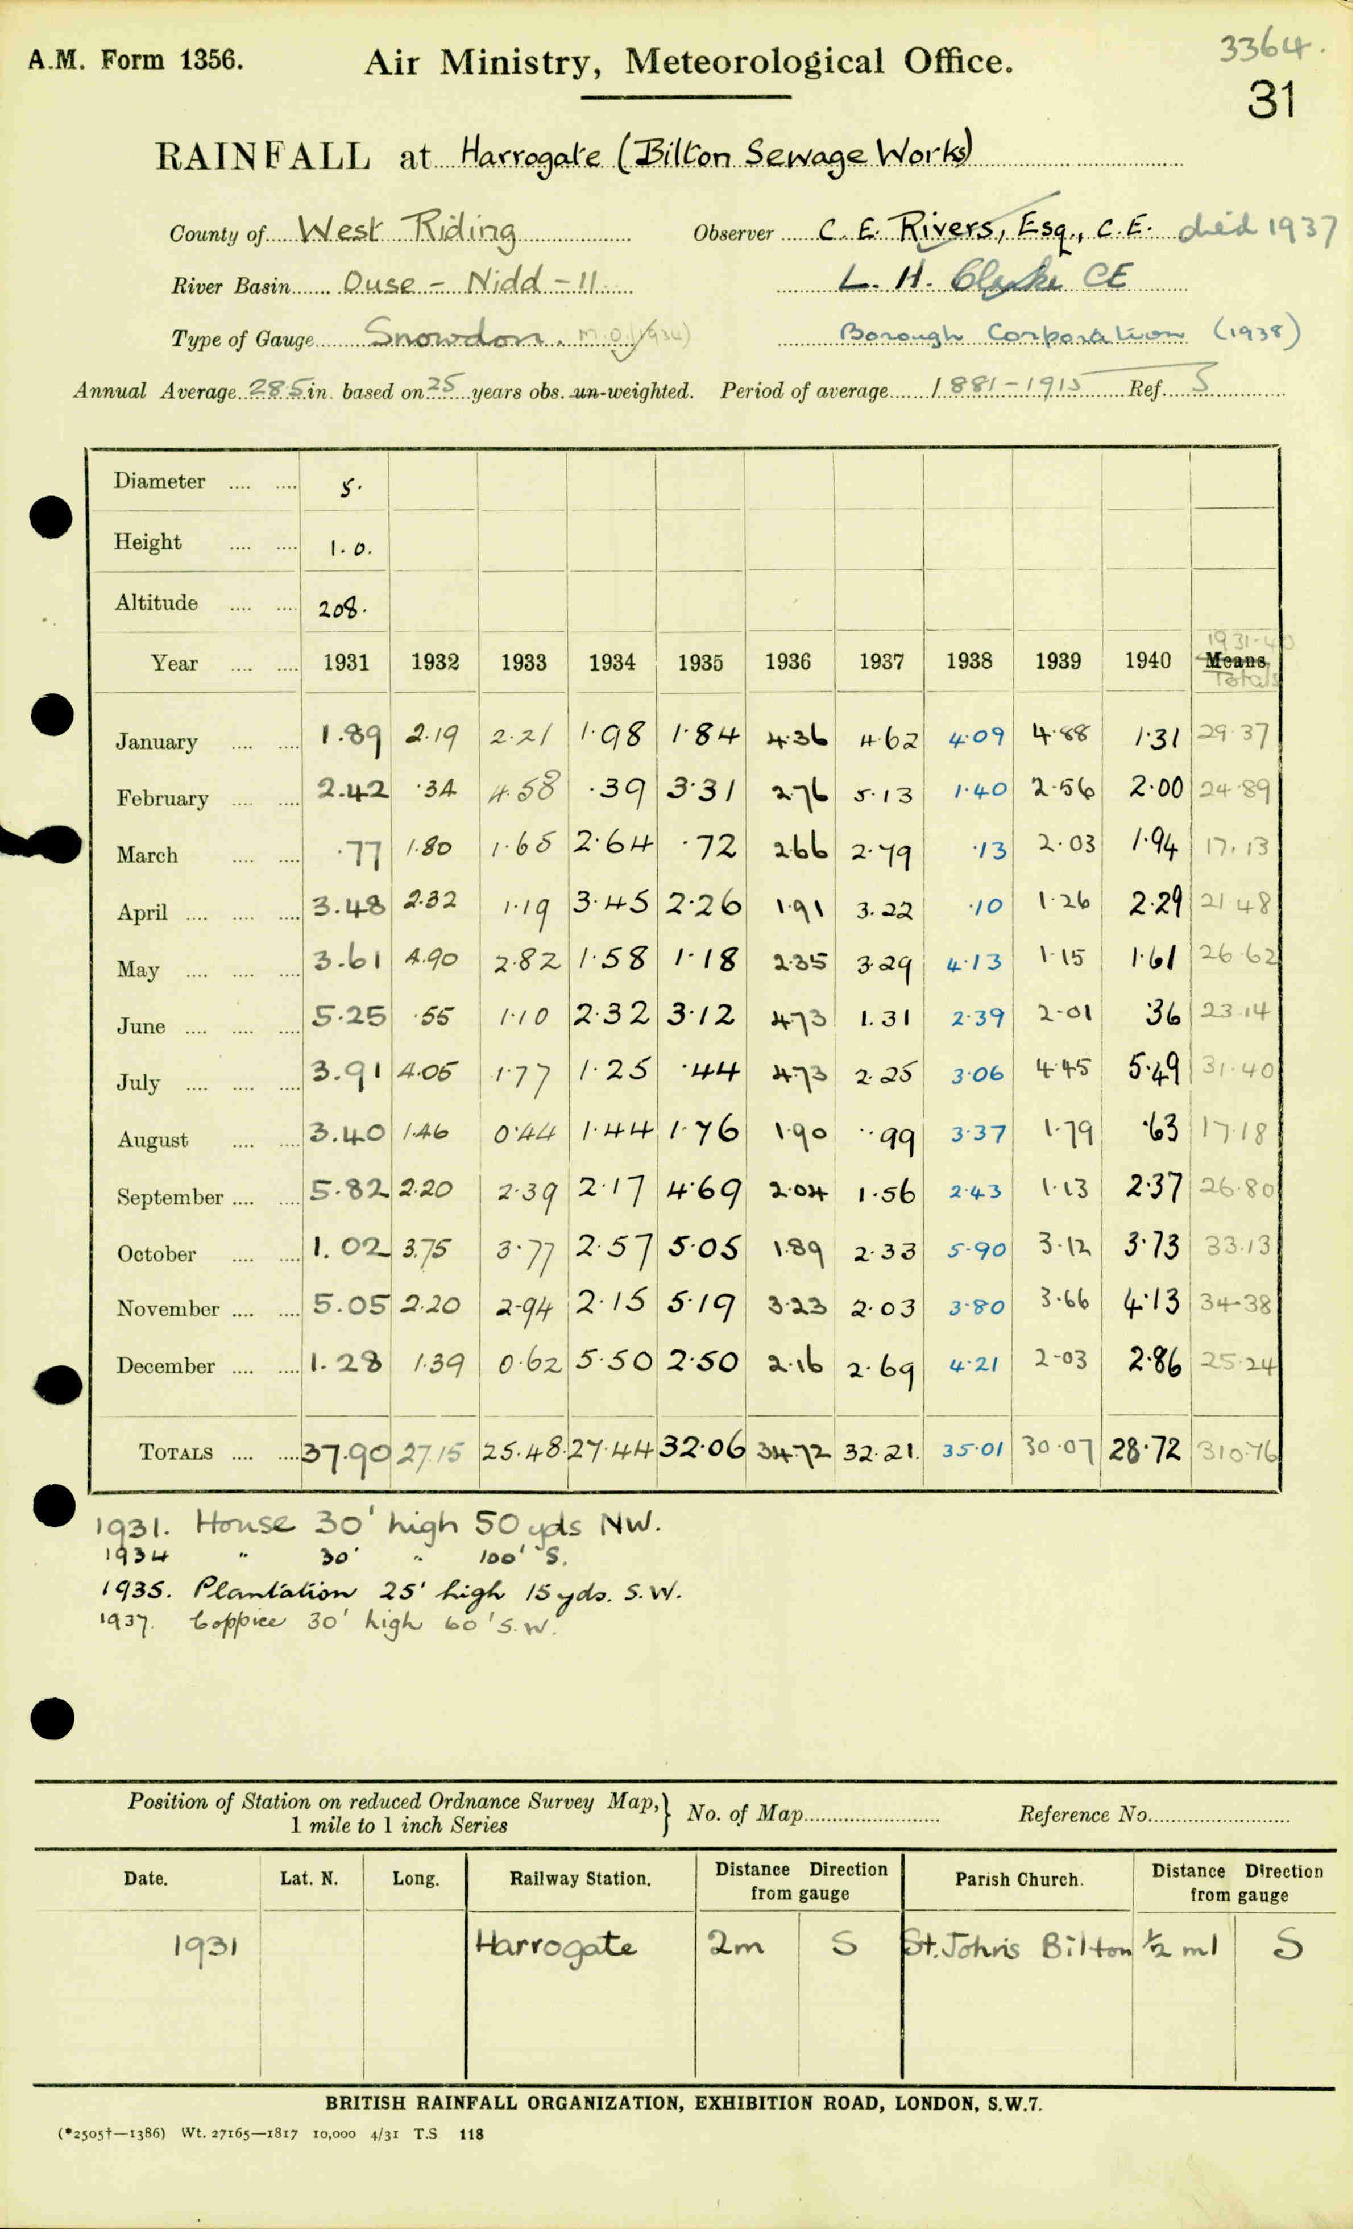 A.M. Form 1356. Air Ministry, Meteorological Office. 3364.
31
RAINFALL at Harrogate (Bilton Sewage Works)
County of West Riding Observer C. E. Rivers, Esq., C.E. died 1937
River Basin Ouse - Nidd - 11 L. H. Clarke CE
Type of Gauge Snowdon. M.O. (1934) Borough Corporation (1938)
Annual Average 28.5 in. based on 25 years obs. un-weighted. Period of average 1881-1915 Ref. S
Diameter .... .... 5.
Height .... .... 1.0.
Altitude .... .... 208.
1931-40
Year .... .... 1931 1932 1933 1934 1935 1936 1937 1938 1939 1940 Means
Totals
January .... .... 1.89 2.19 2.21 1.98 1.84 4.36 4.62 4.09 4.88 1.31 29.37
February .... .... 2.42 .34 4.58 .39 3.31 2.76 5.13 1.40 2.56 2.00 24.89
March .... .... .77 1.80 1.65 2.64 .72 2.66 2.79 .13 2.03 1.94 17.13
April .... .... .... 3.48 2.32 1.19 3.45 2.26 1.91 3.22 .10 1.26 2.29 21.48
May .... .... .... 3.61 4.90 2.82 1.58 1.18 2.35 3.29 4.13 1.15 1.61 26.62
June .... .... .... 5.25 .55 1.10 2.32 3.12 4.73 1.31 2.39 2.01 .36 23.14
July .... .... .... 3.91 4.05 1.77 1.25 .44 4.73 2.25 3.06 4.45 5.49 31.40
August .... .... 3.40 1.46 0.44 1.44 1.76 1.90 .99 3.37 1.79 .63 17.18
September .... .... 5.82 2.20 2.39 2.17 4.69 2.04 1.56 2.43 1.13 2.37 26.80
October .... .... 1.02 3.75 3.77 2.57 5.05 1.89 2.33 5.90 3.12 3.73 33.13
November .... .... 5.05 2.20 2.94 2.15 5.19 3.23 2.03 3.80 3.66 4.13 34.38
December .... .... 1.28 1.39 0.62 5.50 2.50 2.16 2.69 4.21 2.03 2.86 25.24
TOTALS .... .... 37.90 27.15 25.48 27.44 32.06 34.72 32.21. 35.01 30.07 28.72 310.76
1931. House 30' high 50 yds NW.
1934 " 30' " 100' S.
1935. Plantation 25' high 15 yds. S.W.
1937. Coppice 30' high 60' S.W.
Position of Station on reduced Ordnance Survey Map, } No. of Map Reference No.
1 mile to 1 inch Series
Date. Lat. N. Long. Railway Station. Distance Direction from gauge Parish Church. Distance Direction from gauge
1931 Harrogate 2m S St. John's Bilton ½ ml S
BRITISH RAINFALL ORGANIZATION, EXHIBITION ROAD, LONDON, S.W.7.
(*2505†—1386) Wt. 27165—1817 10,000 4/31 T.S 118